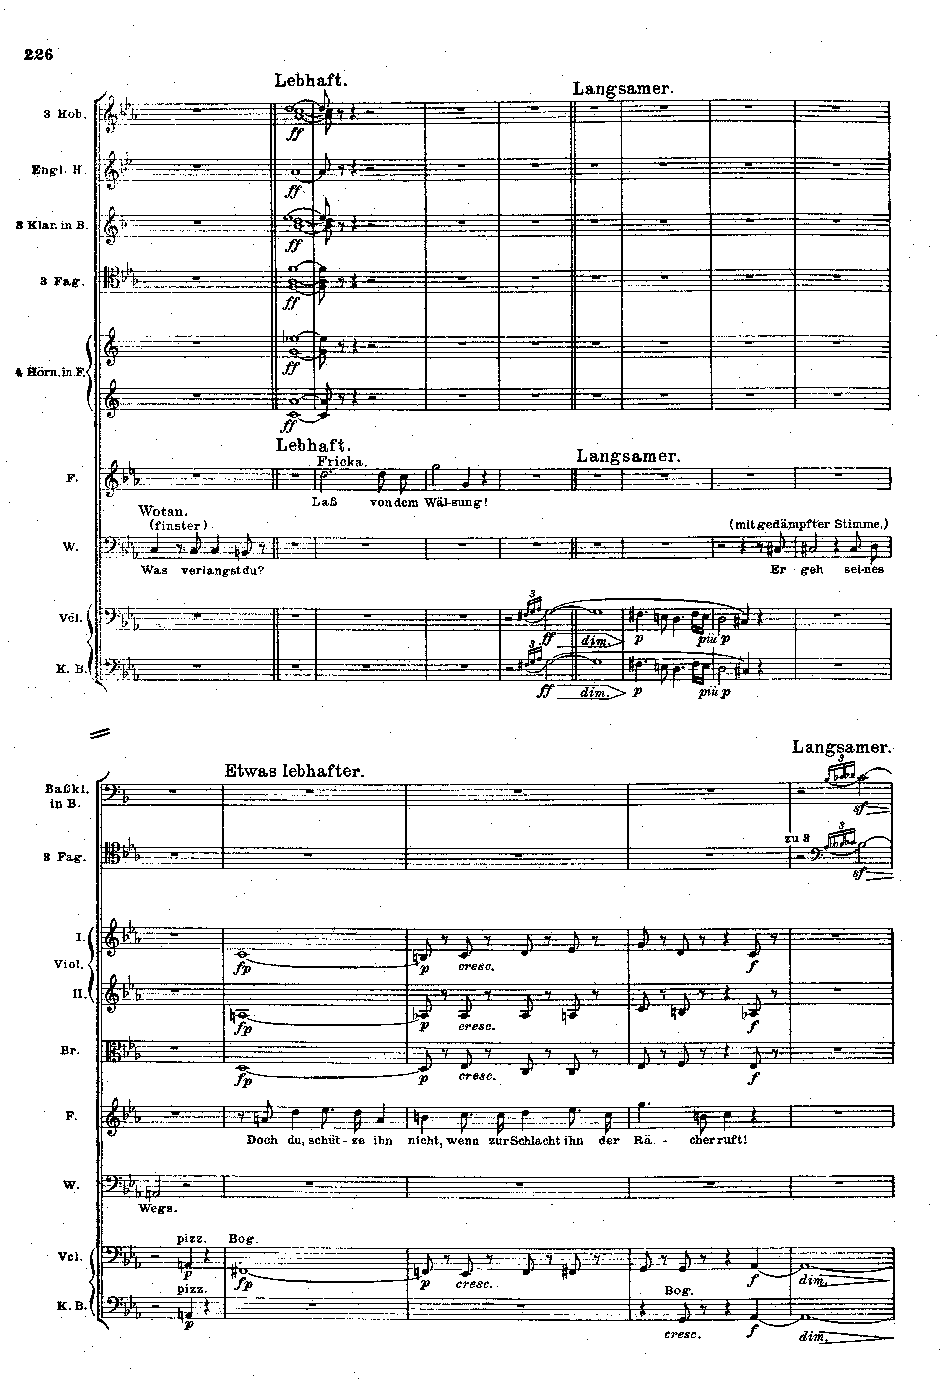 226
Lebhaft.
Langsamer.
3 Hob.
ff
Engl. H.
ff
3 Klar. in B.
ff
3 Fag.
ff
4 Hörn. in F.
ff
ff
Lebhaft.
Langsamer.
Fricka.
F.
Laß von dem Wäl-sung!
Wotan.
(finster)
(mit gedämpfter Stimme.)
W.
Was verlangst du?
Er geh sei-nes
3
Vcl.
ff dim. p più p
3
K. B.
ff dim. p più p
Langsamer.
Etwas lebhafter.
3
Baßkl.
in B.
sf
zu 3
3
3 Fag.
sf
I.
Viol.
fp p cresc. f
II.
fp p cresc. f
Br.
fp p cresc. f
F.
Doch du, schüt-ze ihn nicht, wenn zur Schlacht ihn der Rä-cher ruft!
W.
Wegs.
pizz. Bog.
Vcl.
p fp p cresc. f dim.
pizz. Bog.
K. B.
p cresc. f dim.